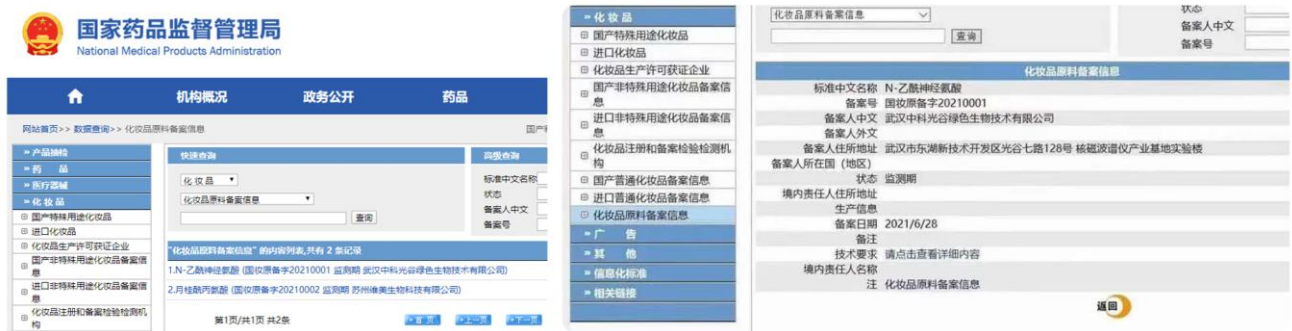 国家药品监督管理局
National Medical Products Administration
机构概况
政务公开
药品
网站首页>> 数据查询>> 化妆品原料备案信息
» 产品抽检
» 药 品
» 医疗器械
» 化 妆 品
国产特殊用途化妆品
进口化妆品
化妆品生产许可获证企业
国产非特殊用途化妆品备案信
息
进口非特殊用途化妆品备案信
息
化妆品注册和备案检验检测机
构
快速查询
化 妆 品
化妆品原料备案信息
查询
高级查询
标准中文名称
状态
备案人中文
备案号
"化妆品原料备案信息" 的内容列表,共有 2 条记录
1.N-乙酰神经氨酸 (国妆原备字20210001 监测期 武汉中科光谷绿色生物技术有限公司)
2.月桂酰丙氨酸 (国妆原备字20210002 监测期 苏州维美生物科技有限公司)
第1页/共1页 共2条
首 页
上一页
下一页
» 化 妆 品
国产特殊用途化妆品
进口化妆品
化妆品生产许可获证企业
国产非特殊用途化妆品备案信
息
进口非特殊用途化妆品备案信
息
化妆品注册和备案检验检测机
构
国产普通化妆品备案信息
进口普通化妆品备案信息
化妆品原料备案信息
» 广 告
» 其 他
» 信息化标准
» 相关链接
化妆品原料备案信息
查询
状态
备案人中文
备案号
化妆品原料备案信息
标准中文名称 N-乙酰神经氨酸
备案号 国妆原备字20210001
备案人中文 武汉中科光谷绿色生物技术有限公司
备案人外文
备案人住所地址 武汉市东湖新技术开发区光谷七路128号 核磁波谱仪产业基地实验楼
备案人所在国（地区）
状态 监测期
境内责任人住所地址
生产信息
备案日期 2021/6/28
备注
技术要求 请点击查看详细内容
境内责任人名称
注 化妆品原料备案信息
返回